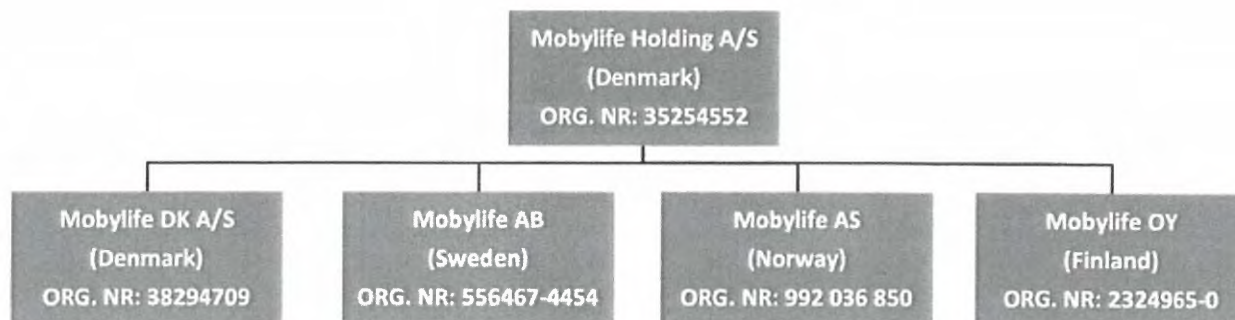 Mobylife Holding A/S
(Denmark)
ORG. NR: 35254552
Mobylife DK A/S
(Denmark)
ORG. NR: 38294709
Mobylife AB
(Sweden)
ORG. NR: 556467-4454
Mobylife AS
(Norway)
ORG. NR: 992 036 850
Mobylife OY
(Finland)
ORG. NR: 2324965-0